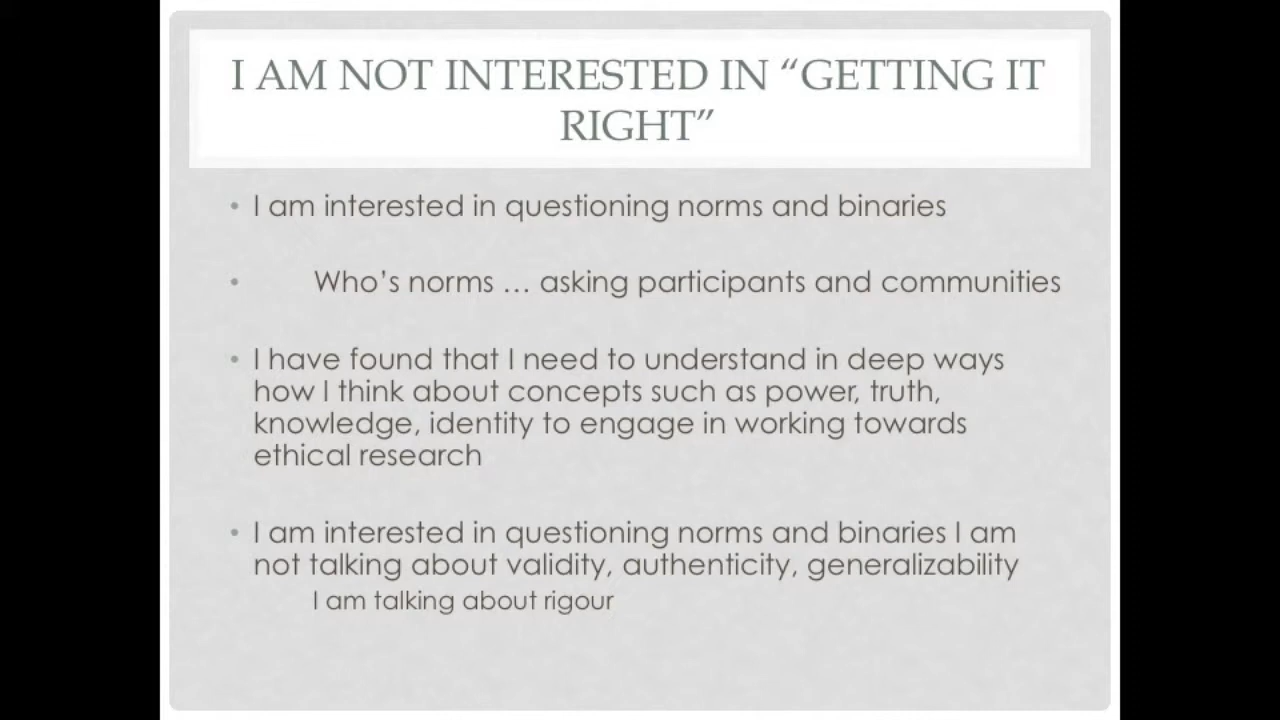 I AM NOT INTERESTED IN “GETTING IT
RIGHT”
• I am interested in questioning norms and binaries
• Who’s norms … asking participants and communities
• I have found that I need to understand in deep ways
how I think about concepts such as power, truth,
knowledge, identity to engage in working towards
ethical research
• I am interested in questioning norms and binaries I am
not talking about validity, authenticity, generalizability
I am talking about rigour